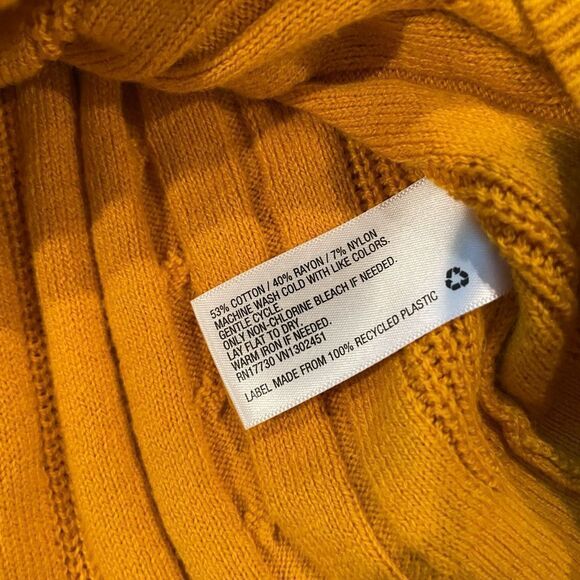 53% COTTON / 40% RAYON / 7% NYLON
MACHINE WASH COLD WITH LIKE COLORS.
GENTLE CYCLE
ONLY NON-CHLORINE BLEACH IF NEEDED.
LAY FLAT TO DRY.
WARM IRON IF NEEDED.
RN17730 VN1302451
LABEL MADE FROM 100% RECYCLED PLASTIC